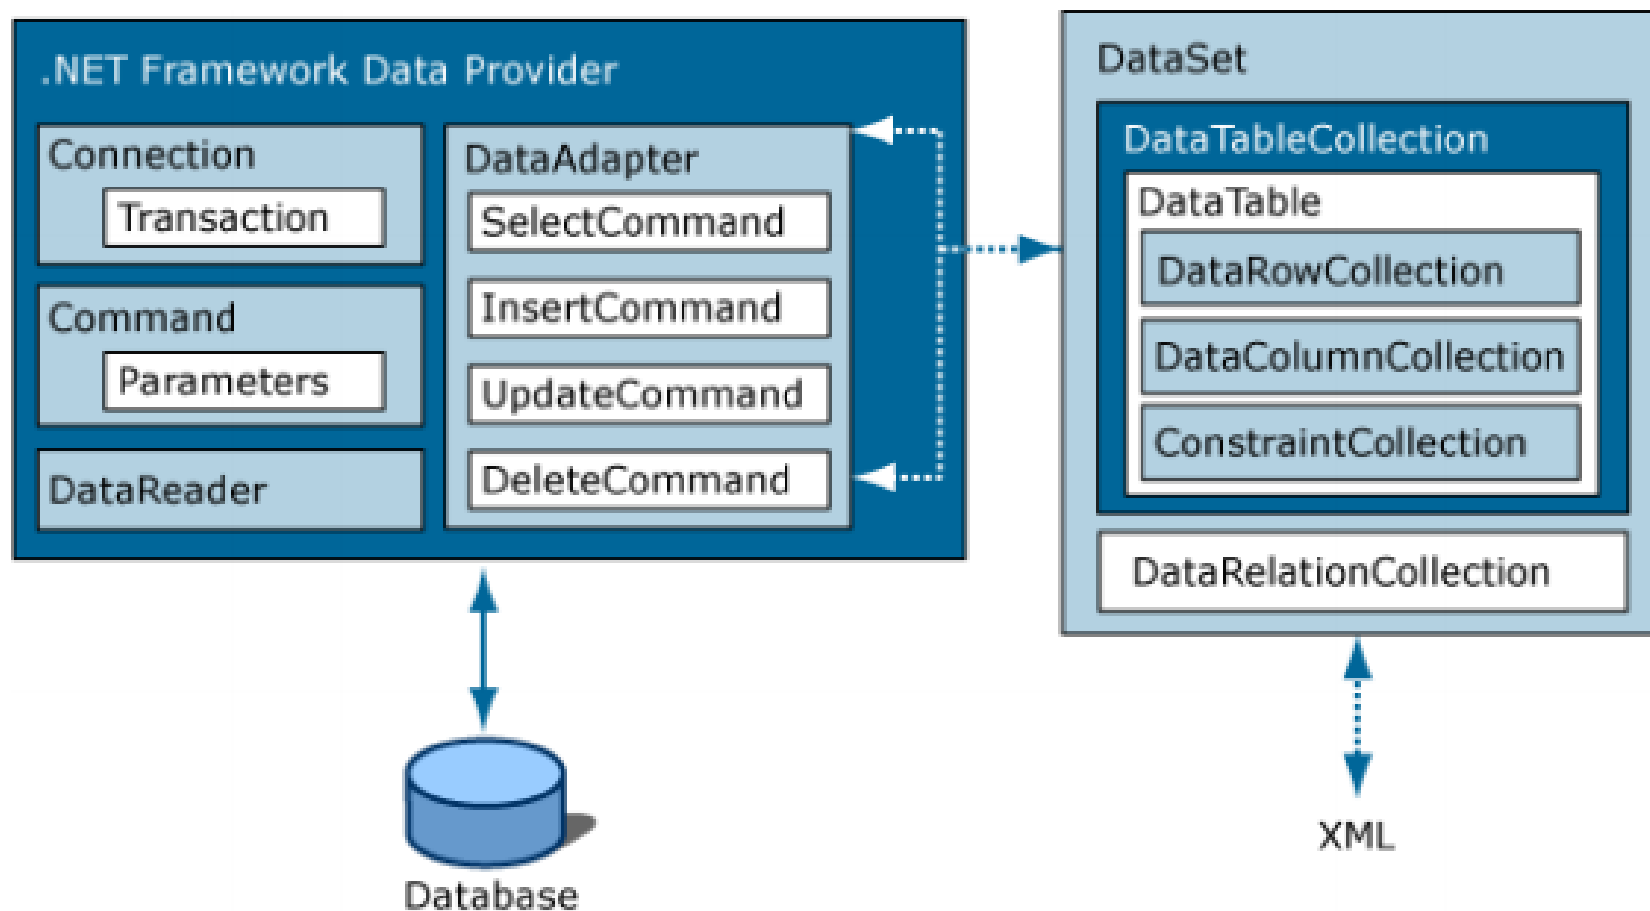 .NET Framework Data Provider
Connection
Transaction
Command
Parameters
DataReader
DataAdapter
SelectCommand
InsertCommand
UpdateCommand
DeleteCommand
Database
DataSet
DataTableCollection
DataTable
DataRowCollection
DataColumnCollection
ConstraintCollection
DataRelationCollection
XML